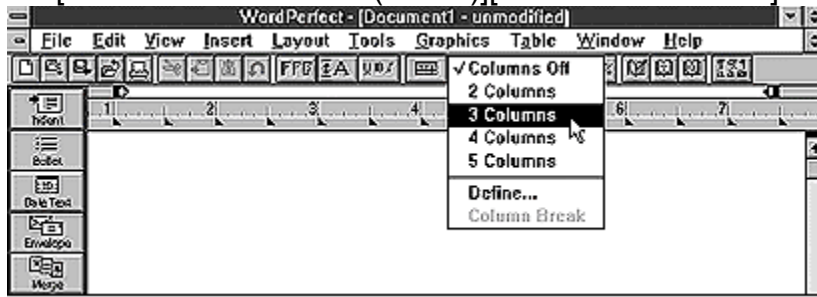 WordPerfect - [Document1 - unmodified]
File Edit View Insert Layout Tools Graphics Table Window Help
✓Columns Off
2 Columns
3 Columns
4 Columns
5 Columns
Define...
Column Break
1 2 3 4 6 7
Indent
Bullet
Date Text
Envelope
Merge